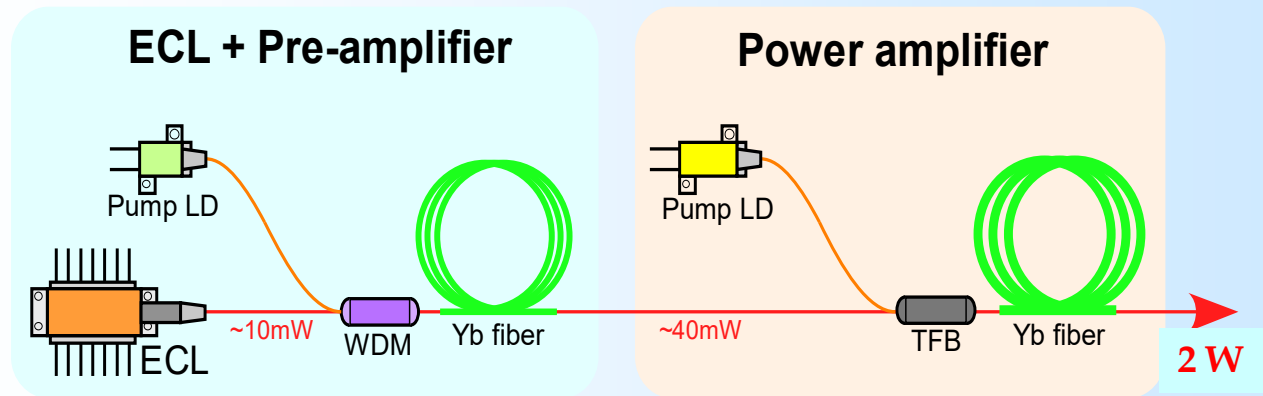 ECL + Pre-amplifier
Power amplifier
Pump LD
Pump LD
~10mW
WDM
Yb fiber
~40mW
TFB
Yb fiber
ECL
2 W